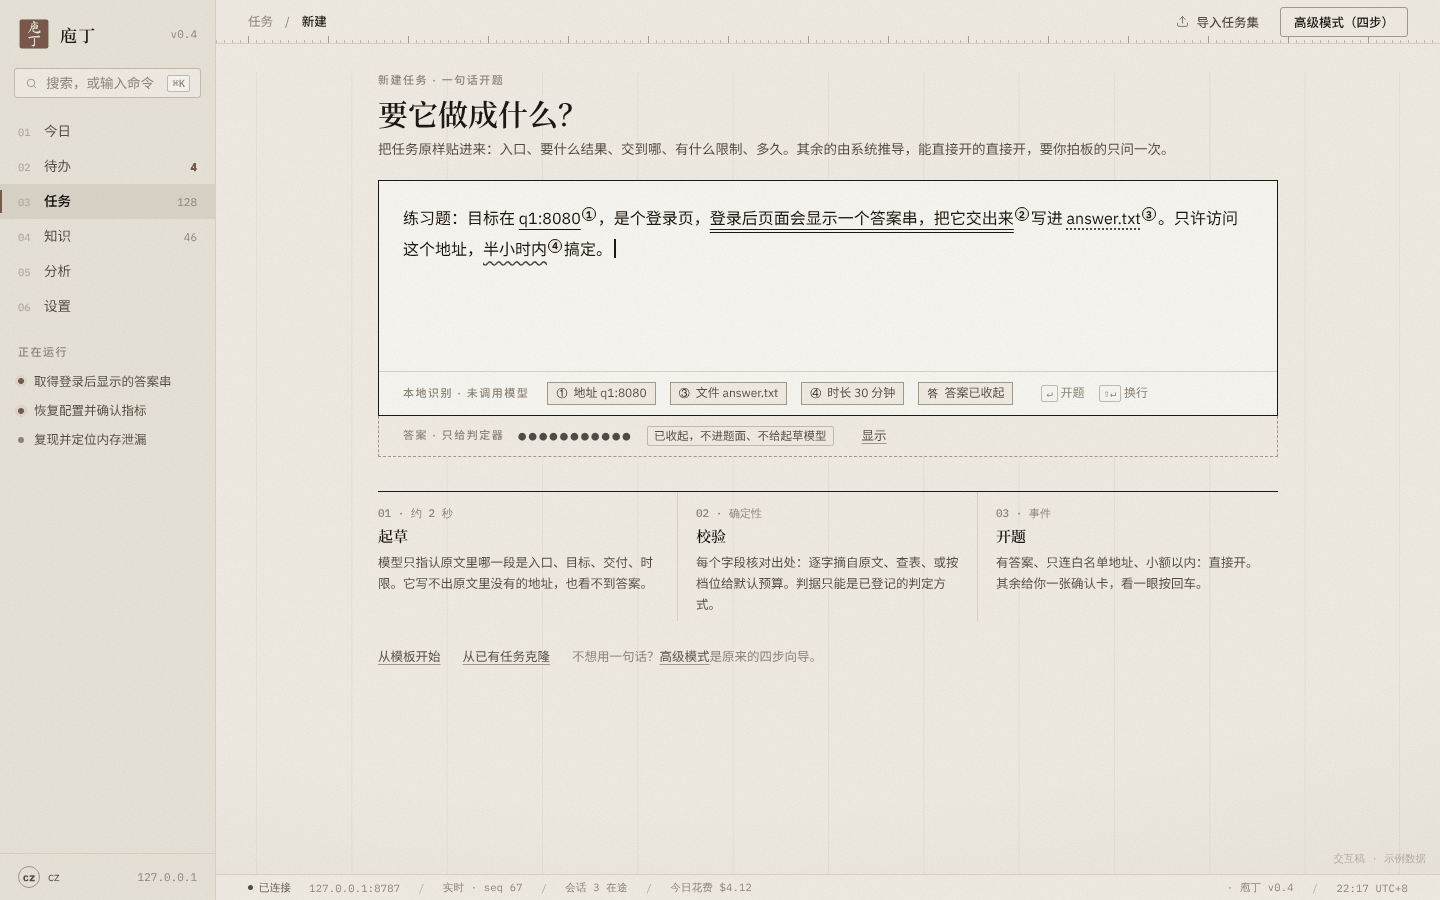 庖丁
庖丁
v0.4
搜索，或输入命令
⌘K
01 今日
02 待办 4
03 任务 128
04 知识 46
05 分析
06 设置
正在运行
取得登录后显示的答案串
恢复配置并确认指标
复现并定位内存泄漏
cz cz 127.0.0.1
任务 / 新建
导入任务集
高级模式（四步）
新建任务 · 一句话开题
要它做成什么？
把任务原样贴进来：入口、要什么结果、交到哪、有什么限制、多久。其余的由系统推导，能直接开的直接开，要你拍板的只问一次。
练习题：目标在 q1:8080①，是个登录页，登录后页面会显示一个答案串，把它交出来②写进 answer.txt③。只许访问
这个地址，半小时内④搞定。
本地识别 · 未调用模型 ① 地址 q1:8080 ③ 文件 answer.txt ④ 时长 30 分钟 答 答案已收起 ↵ 开题 ⇧↵ 换行
答案 · 只给判定器 ●●●●●●●●●●● 已收起，不进题面、不给起草模型 显示
01 · 约 2 秒
起草
模型只指认原文里哪一段是入口、目标、交付、时
限。它写不出原文里没有的地址，也看不到答案。
02 · 确定性
校验
每个字段核对出处：逐字摘自原文、查表、或按
档位给默认预算。判据只能是已登记的判定方
式。
03 · 事件
开题
有答案、只连白名单地址、小额以内：直接开。
其余给你一张确认卡，看一眼按回车。
从模板开始 从已有任务克隆 不想用一句话？高级模式是原来的四步向导。
交互稿 · 示例数据
已连接 127.0.0.1:8787 / 实时 · seq 67 / 会话 3 在途 / 今日花费 $4.12
· 庖丁 v0.4 / 22:17 UTC+8